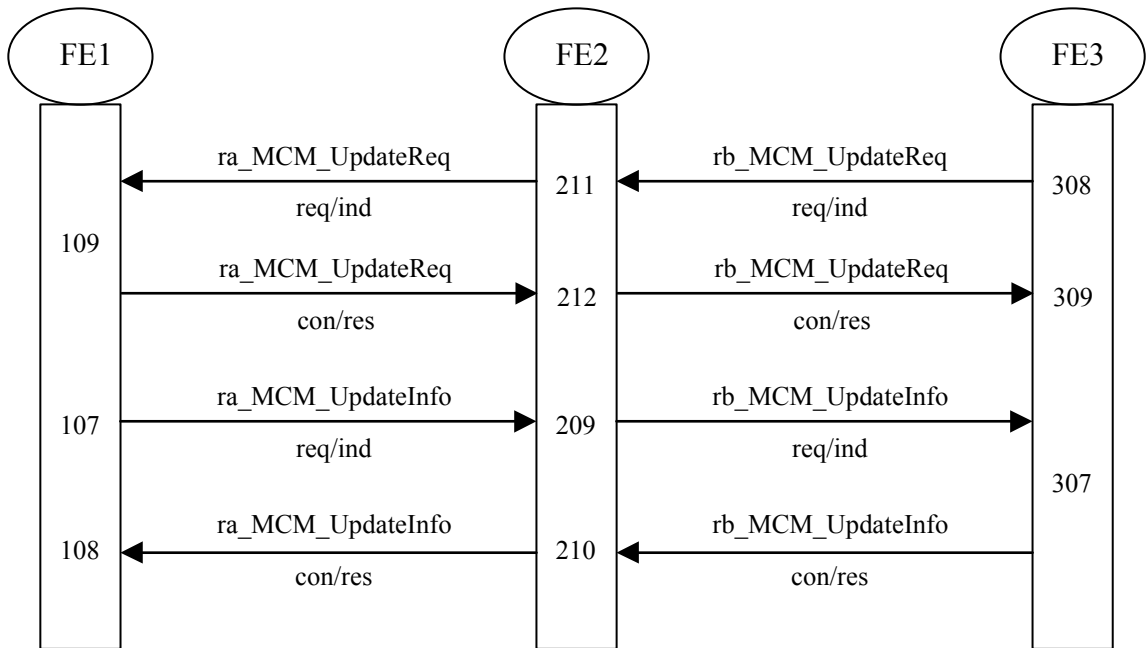 FE1
FE2
FE3
ra_MCM_UpdateReq
rb_MCM_UpdateReq
211
308
req/ind
req/ind
109
ra_MCM_UpdateReq
rb_MCM_UpdateReq
212
309
con/res
con/res
ra_MCM_UpdateInfo
rb_MCM_UpdateInfo
107
209
req/ind
req/ind
307
ra_MCM_UpdateInfo
rb_MCM_UpdateInfo
108
210
con/res
con/res